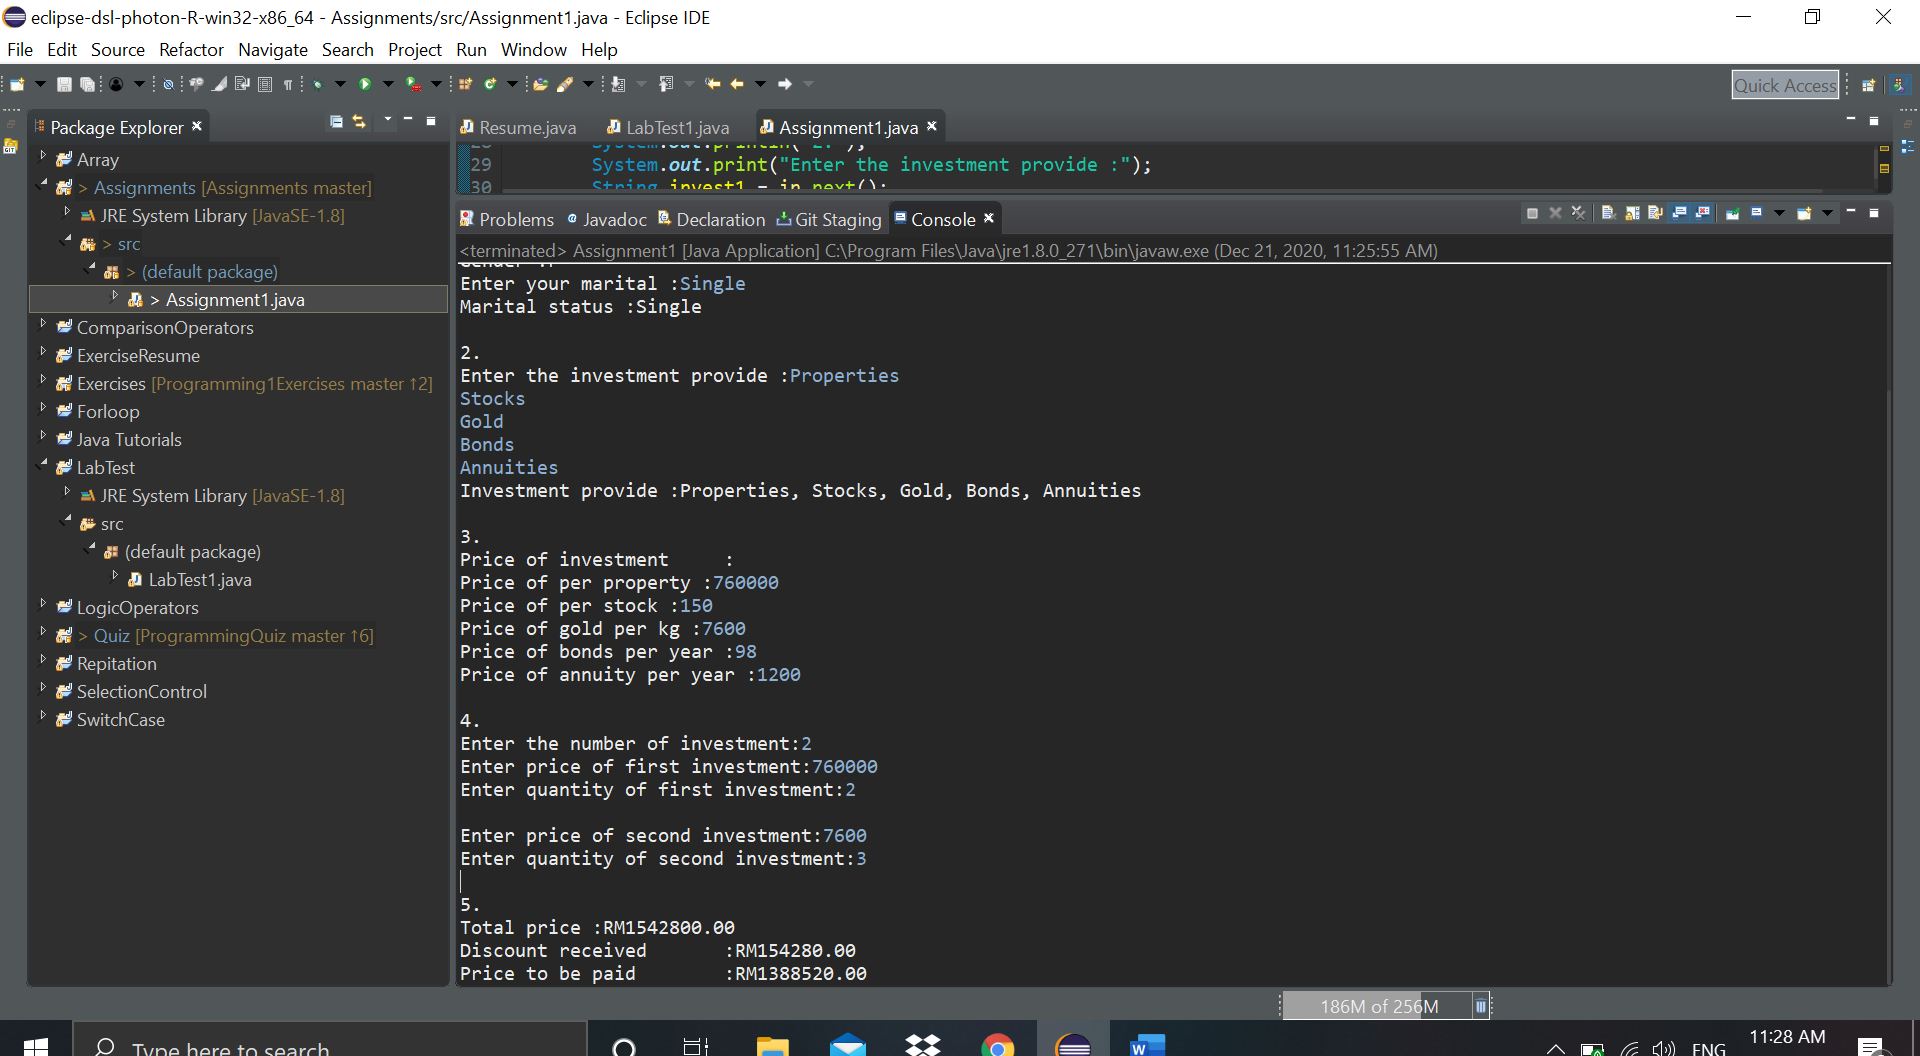 eclipse-dsl-photon-R-win32-x86_64 - Assignments/src/Assignment1.java - Eclipse IDE
File Edit Source Refactor Navigate Search Project Run Window Help
Quick Access
Package Explorer
Array
> Assignments [Assignments master]
JRE System Library [JavaSE-1.8]
> src
> (default package)
> Assignment1.java
ComparisonOperators
ExerciseResume
Exercises [Programming1Exercises master ↑2]
Forloop
Java Tutorials
LabTest
JRE System Library [JavaSE-1.8]
src
(default package)
LabTest1.java
LogicOperators
> Quiz [ProgrammingQuiz master ↑6]
Repitation
SelectionControl
SwitchCase
Resume.java LabTest1.java Assignment1.java
29 System.out.print("Enter the investment provide :");
30 String invest1 = in.next();
Problems Javadoc Declaration Git Staging Console
<terminated> Assignment1 [Java Application] C:\Program Files\Java\jre1.8.0_271\bin\javaw.exe (Dec 21, 2020, 11:25:55 AM)
Enter your marital :Single
Marital status :Single
2.
Enter the investment provide :Properties
Stocks
Gold
Bonds
Annuities
Investment provide :Properties, Stocks, Gold, Bonds, Annuities
3.
Price of investment :
Price of per property :760000
Price of per stock :150
Price of gold per kg :7600
Price of bonds per year :98
Price of annuity per year :1200
4.
Enter the number of investment:2
Enter price of first investment:760000
Enter quantity of first investment:2
Enter price of second investment:7600
Enter quantity of second investment:3
5.
Total price :RM1542800.00
Discount received :RM154280.00
Price to be paid :RM1388520.00
186M of 256M
Type here to search
ENG
11:28 AM